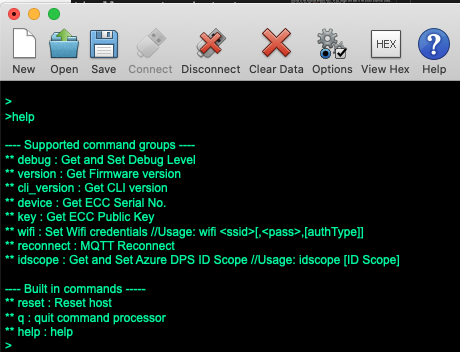 New Open Save Connect Disconnect Clear Data Options View Hex Help
HEX
>
>help
---- Supported command groups ----
** debug : Get and Set Debug Level
** version : Get Firmware version
** cli_version : Get CLI version
** device : Get ECC Serial No.
** key : Get ECC Public Key
** wifi : Set Wifi credentials //Usage: wifi <ssid>[,<pass>,[authType]]
** reconnect : MQTT Reconnect
** idscope : Get and Set Azure DPS ID Scope //Usage: idscope [ID Scope]
---- Built in commands -----
** reset : Reset host
** q : quit command processor
** help : help
>